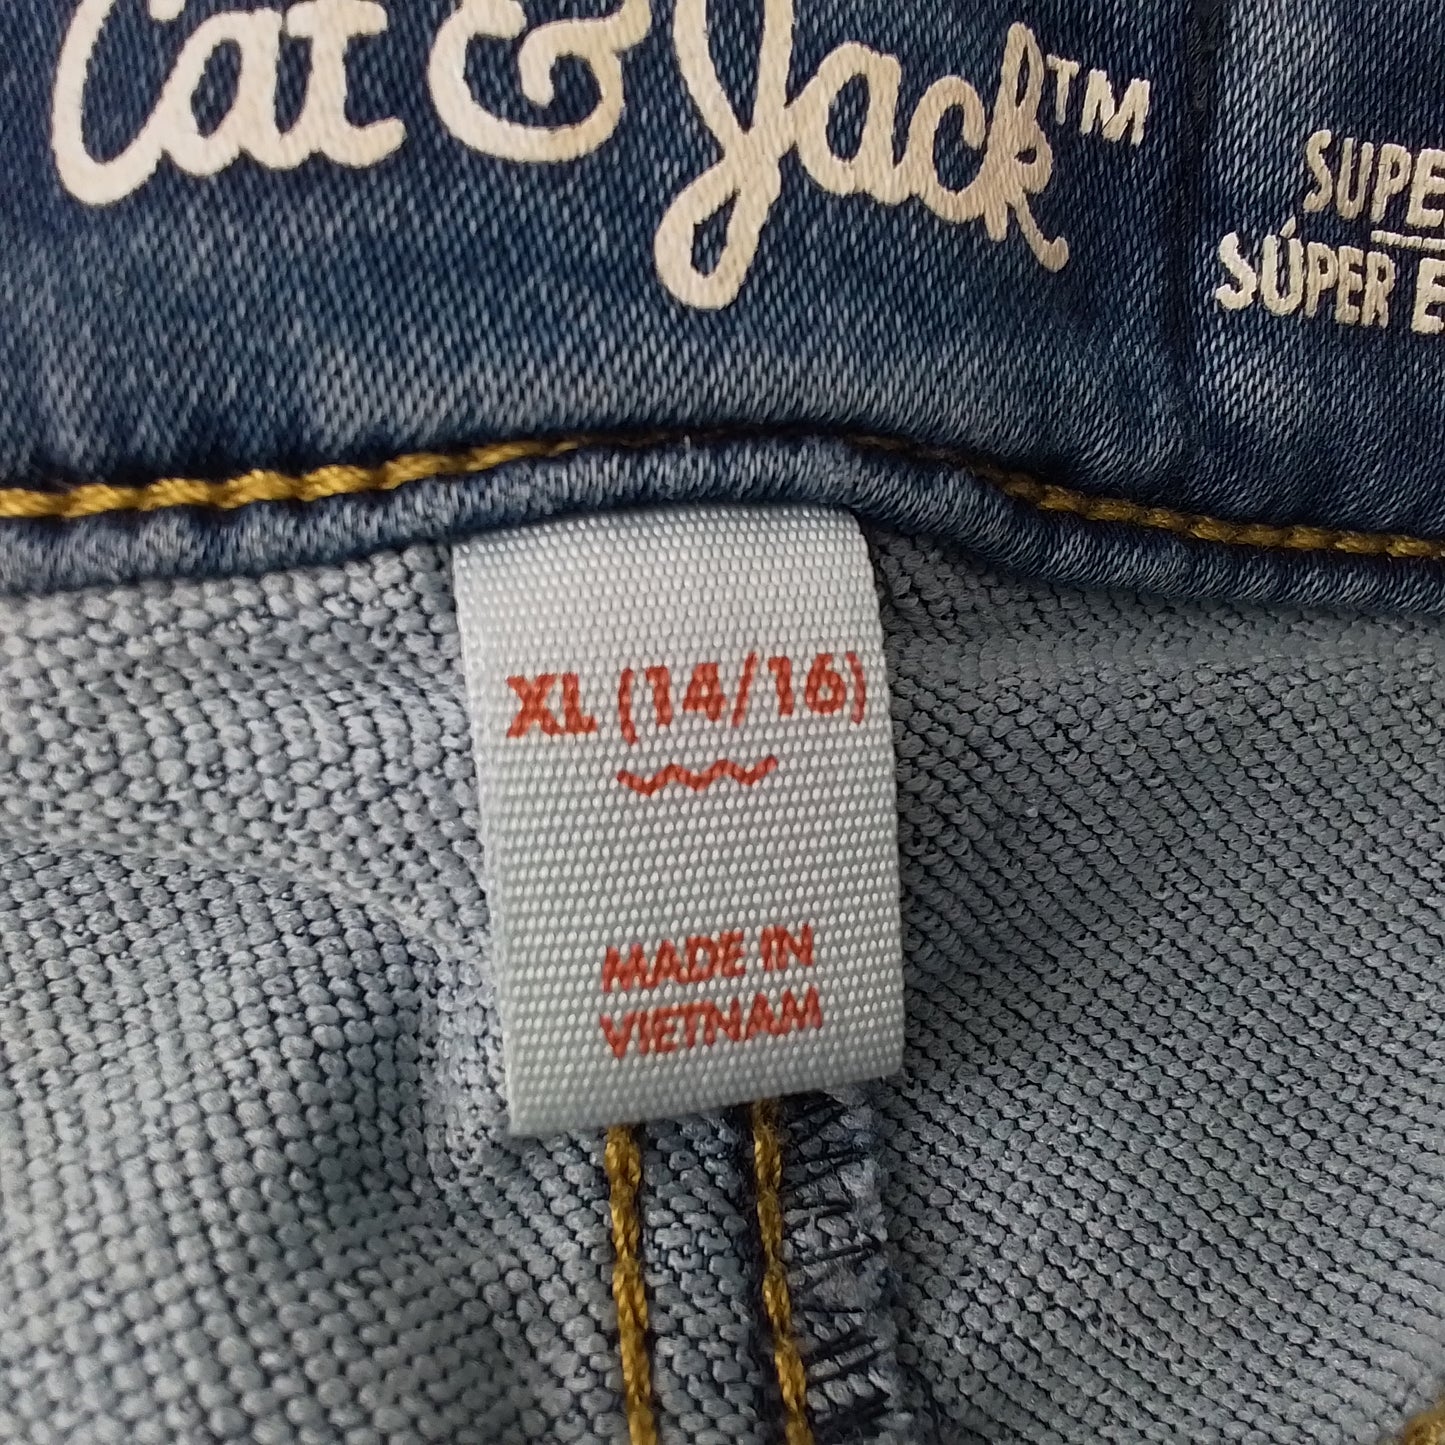 Cat & Jack™
SUPE
SÚPER E
XL (14/16)
MADE IN
VIETNAM